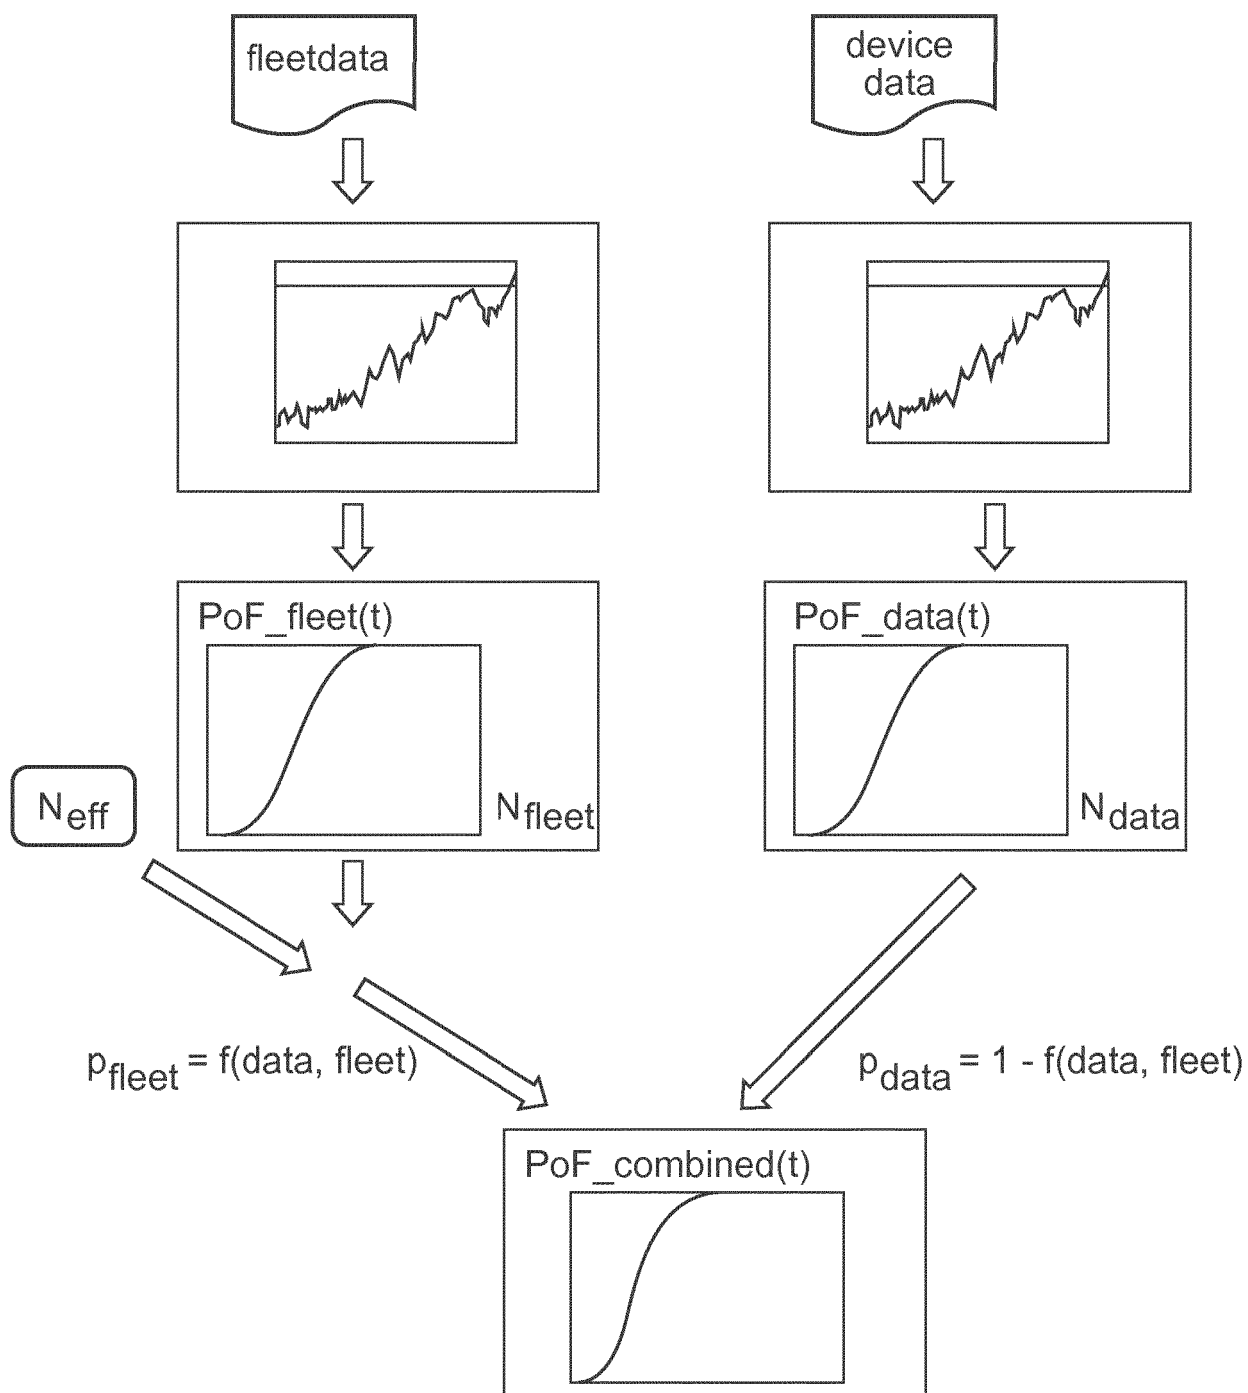 fleetdata
device
data
PoF_fleet(t)
PoF_data(t)
Neff
Nfleet
Ndata
pfleet = f(data, fleet)
pdata = 1 - f(data, fleet)
PoF_combined(t)